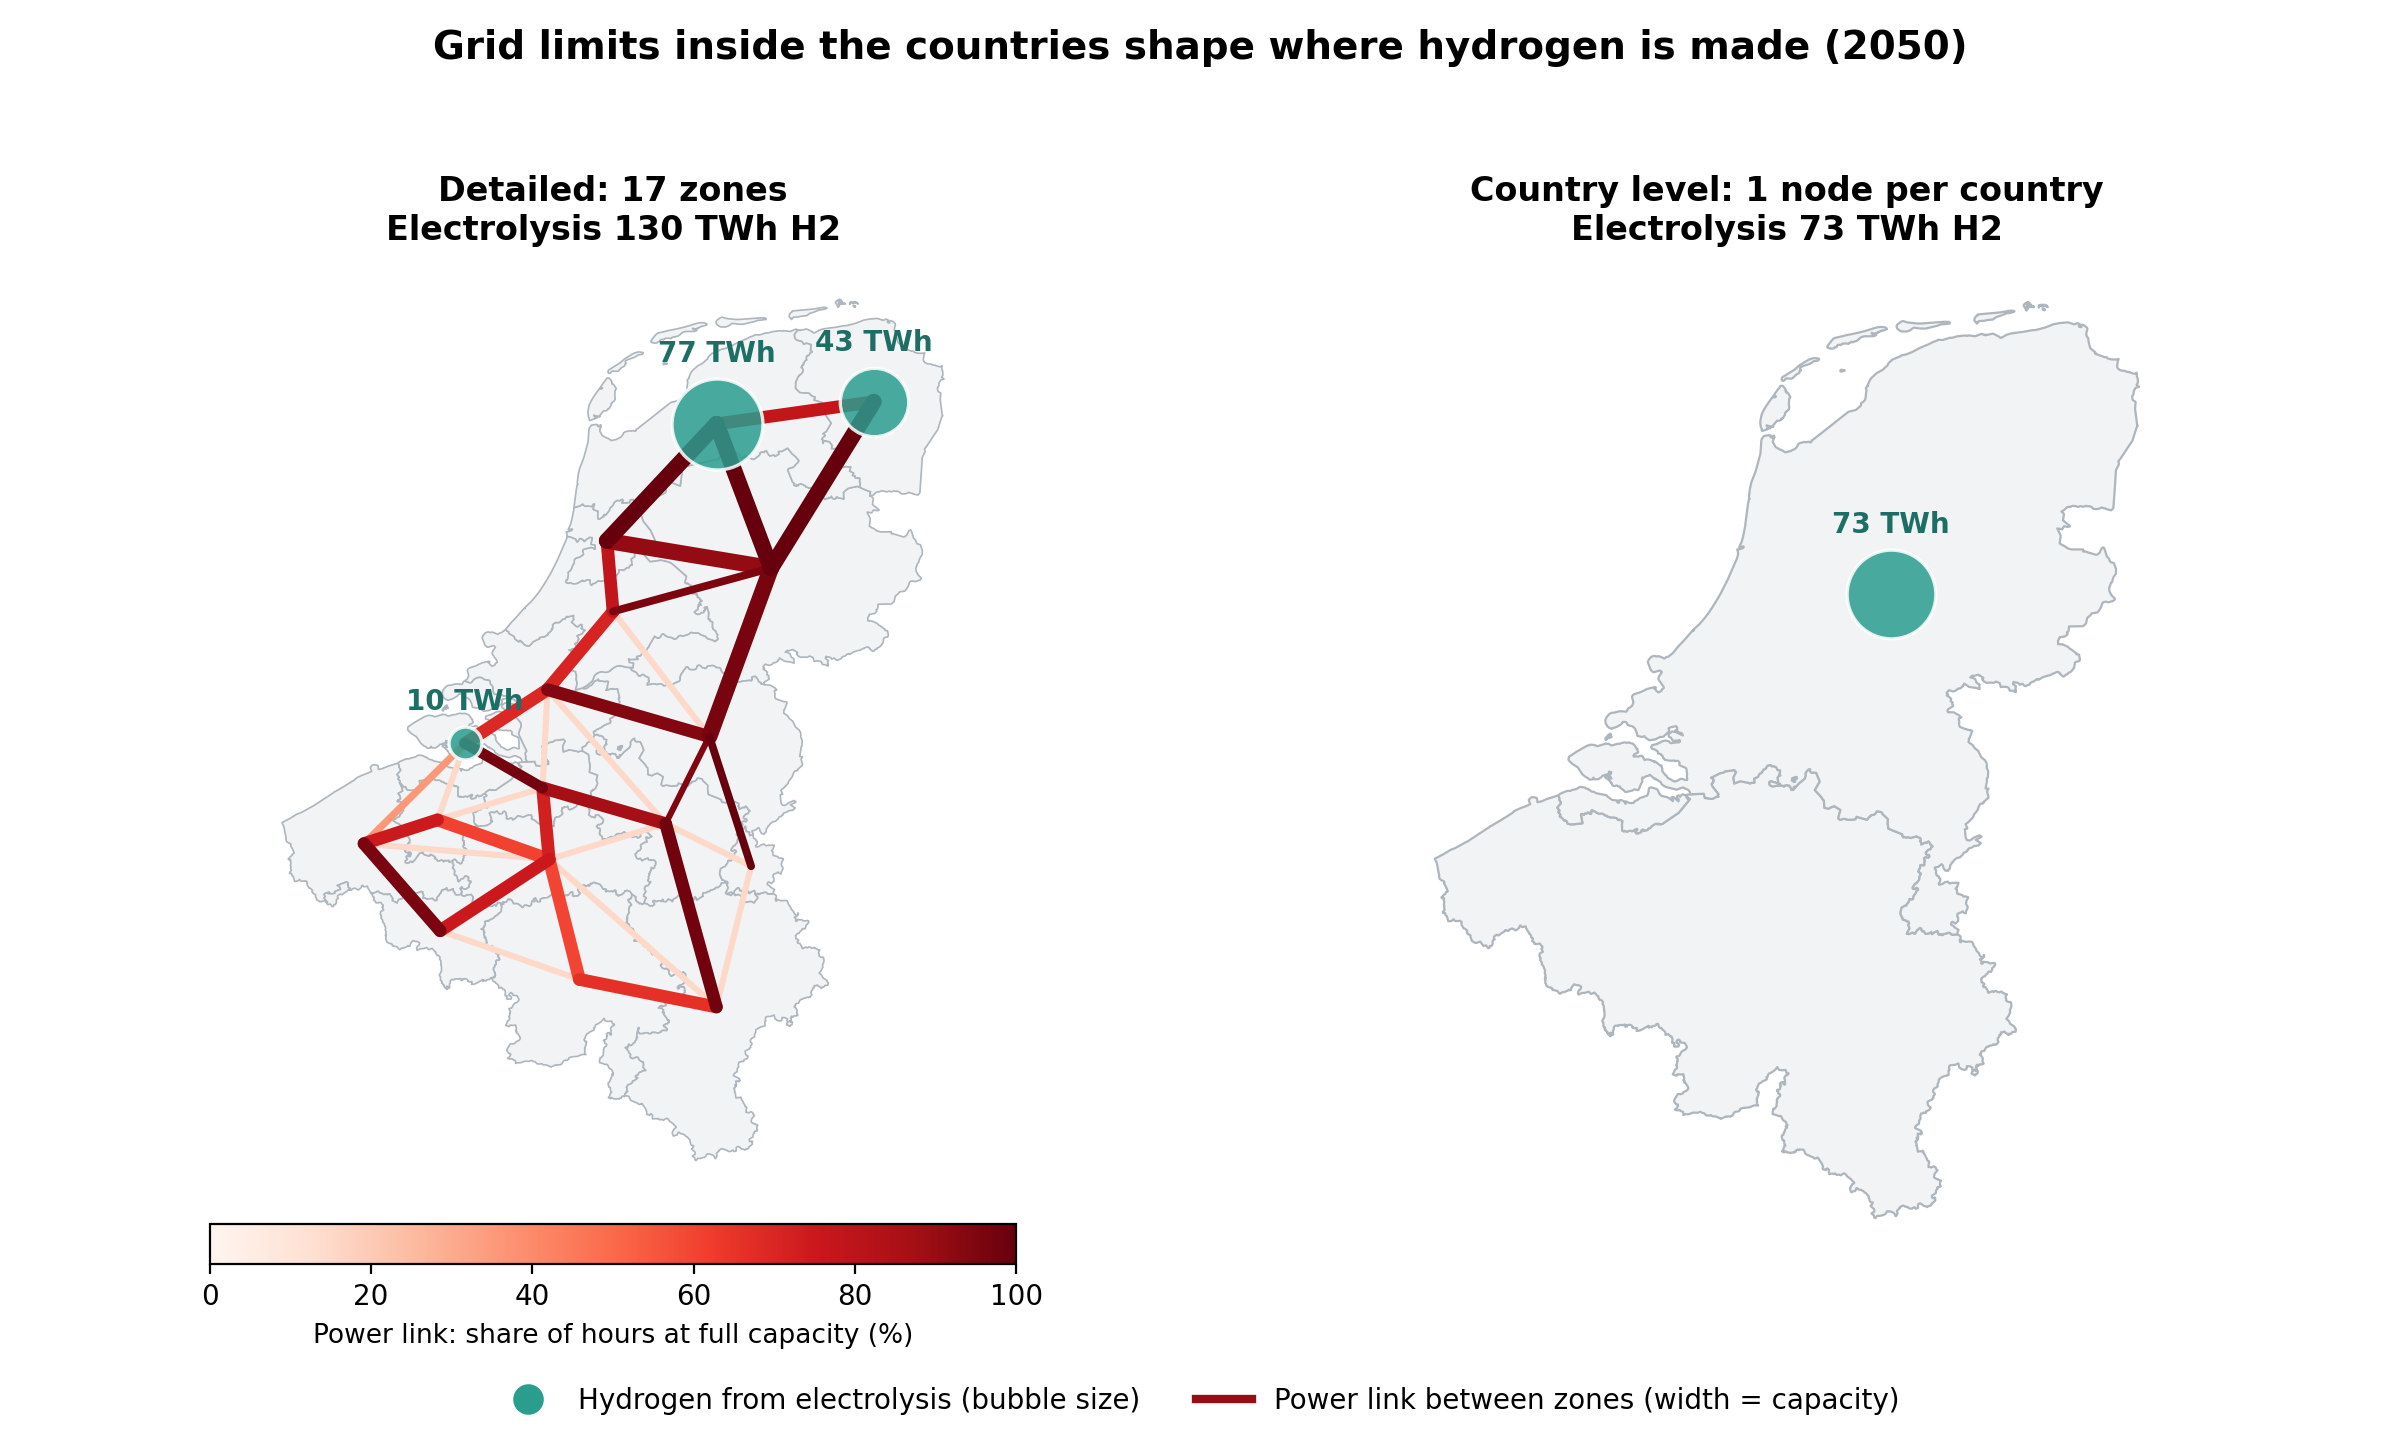 Grid limits inside the countries shape where hydrogen is made (2050)
Detailed: 17 zones
Electrolysis 130 TWh H2
77 TWh
43 TWh
10 TWh
0 20 40 60 80 100
Power link: share of hours at full capacity (%)
Country level: 1 node per country
Electrolysis 73 TWh H2
73 TWh
Hydrogen from electrolysis (bubble size)
Power link between zones (width = capacity)